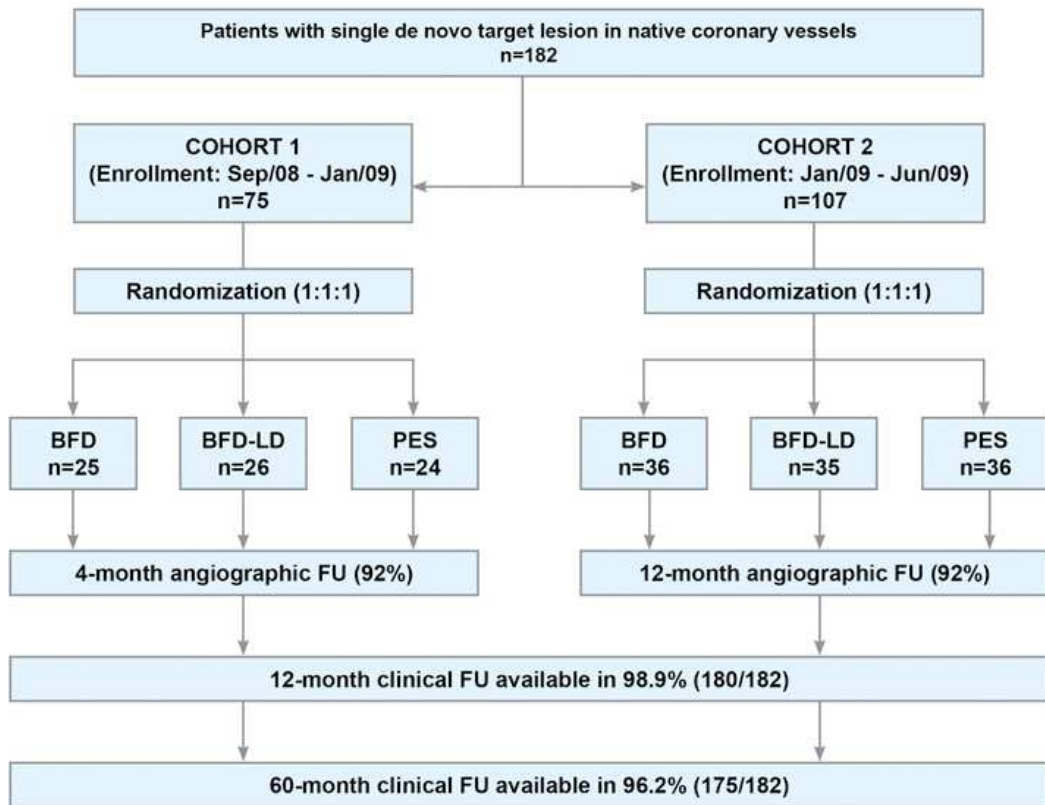 Patients with single de novo target lesion in native coronary vessels
n=182
COHORT 1
(Enrollment: Sep/08 - Jan/09)
n=75
COHORT 2
(Enrollment: Jan/09 - Jun/09)
n=107
Randomization (1:1:1)
Randomization (1:1:1)
BFD
n=25
BFD-LD
n=26
PES
n=24
BFD
n=36
BFD-LD
n=35
PES
n=36
4-month angiographic FU (92%)
12-month angiographic FU (92%)
12-month clinical FU available in 98.9% (180/182)
60-month clinical FU available in 96.2% (175/182)